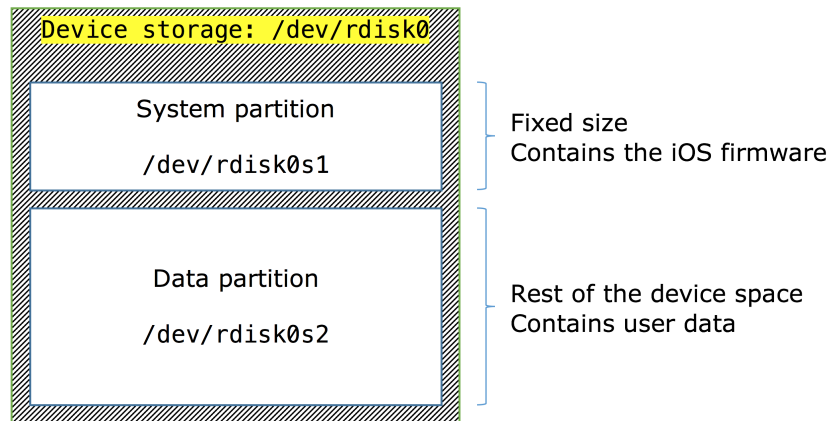 Device storage: /dev/rdisk0
System partition
/dev/rdisk0s1
Fixed size
Contains the iOS firmware
Data partition
/dev/rdisk0s2
Rest of the device space
Contains user data